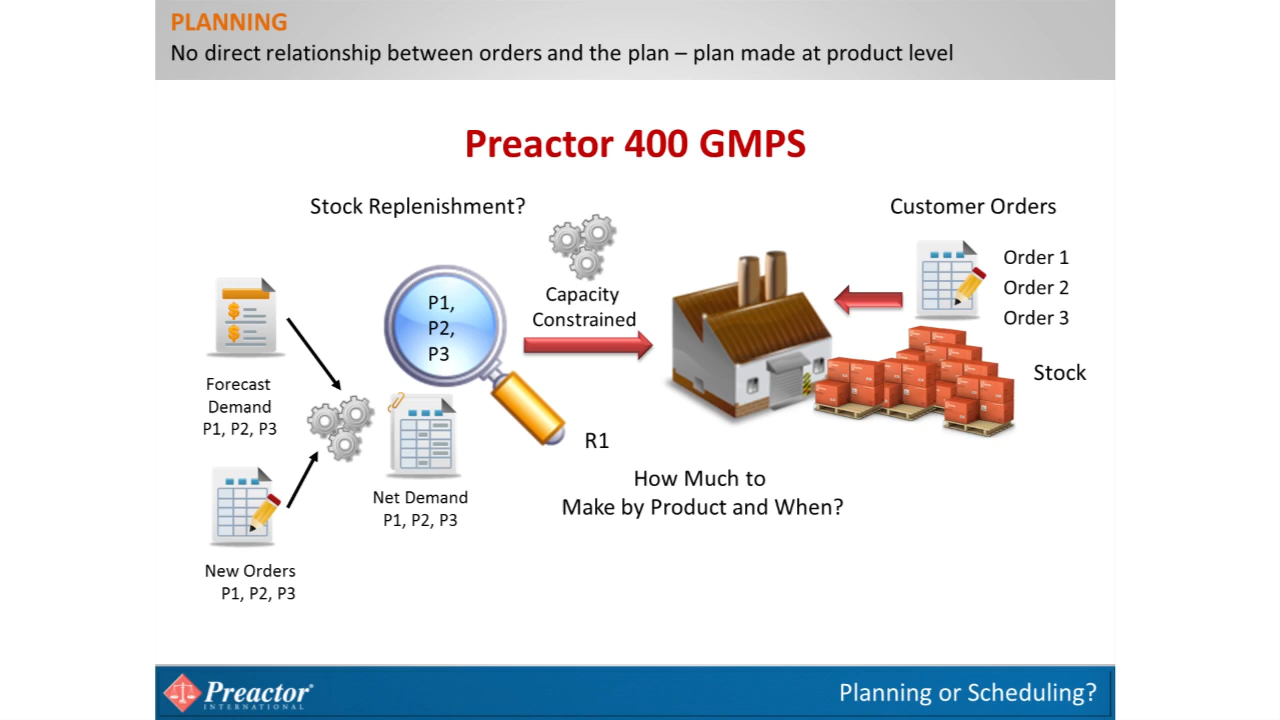 PLANNING
No direct relationship between orders and the plan – plan made at product level
Preactor 400 GMPS
Stock Replenishment?
Customer Orders
Order 1
Order 2
Order 3
P1,
P2,
P3
Capacity
Constrained
Stock
Forecast
Demand
P1, P2, P3
R1
Net Demand
P1, P2, P3
How Much to
Make by Product and When?
New Orders
P1, P2, P3
Preactor®
INTERNATIONAL
Planning or Scheduling?